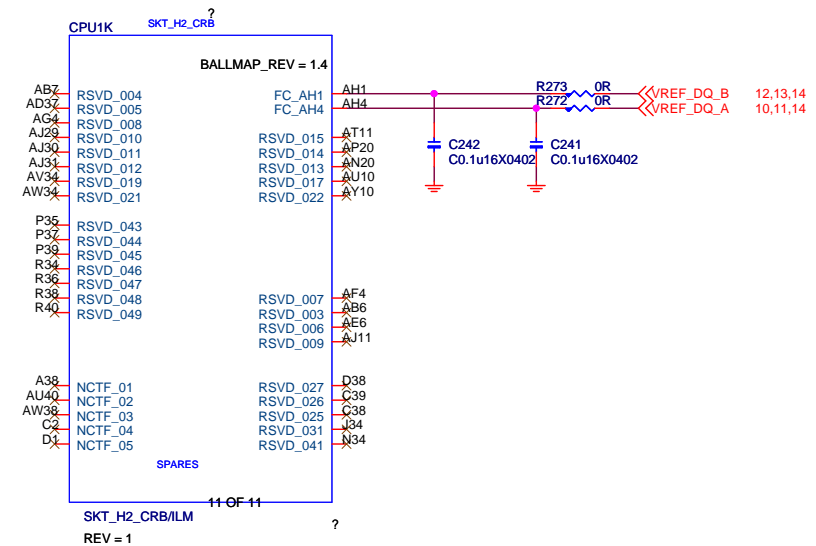 ?
CPU1K SKT_H2_CRB
BALLMAP_REV = 1.4
AB7 RSVD_004 FC_AH1 AH1 R273 0R VREF_DQ_B 12,13,14
AD37 RSVD_005 FC_AH4 AH4 R272 0R VREF_DQ_A 10,11,14
AG4 RSVD_008
AJ29 RSVD_010 RSVD_015 AT11
AJ30 RSVD_011 RSVD_014 AP20
AJ31 RSVD_012 RSVD_013 AN20
AV34 RSVD_019 RSVD_017 AU10
AW34 RSVD_021 RSVD_022 AY10
C242 C241
C0.1u16X0402 C0.1u16X0402
P35 RSVD_043
P37 RSVD_044
P39 RSVD_045
R34 RSVD_046
R36 RSVD_047
R38 RSVD_048 RSVD_007 AF4
R40 RSVD_049 RSVD_003 AB6
RSVD_006 AE6
RSVD_009 AJ11
A38 NCTF_01 RSVD_027 D38
AU40 NCTF_02 RSVD_026 C39
AW38 NCTF_03 RSVD_025 C38
C2 NCTF_04 RSVD_031 J34
D1 NCTF_05 RSVD_041 N34
SPARES
11 OF 11
SKT_H2_CRB/ILM
?
REV = 1